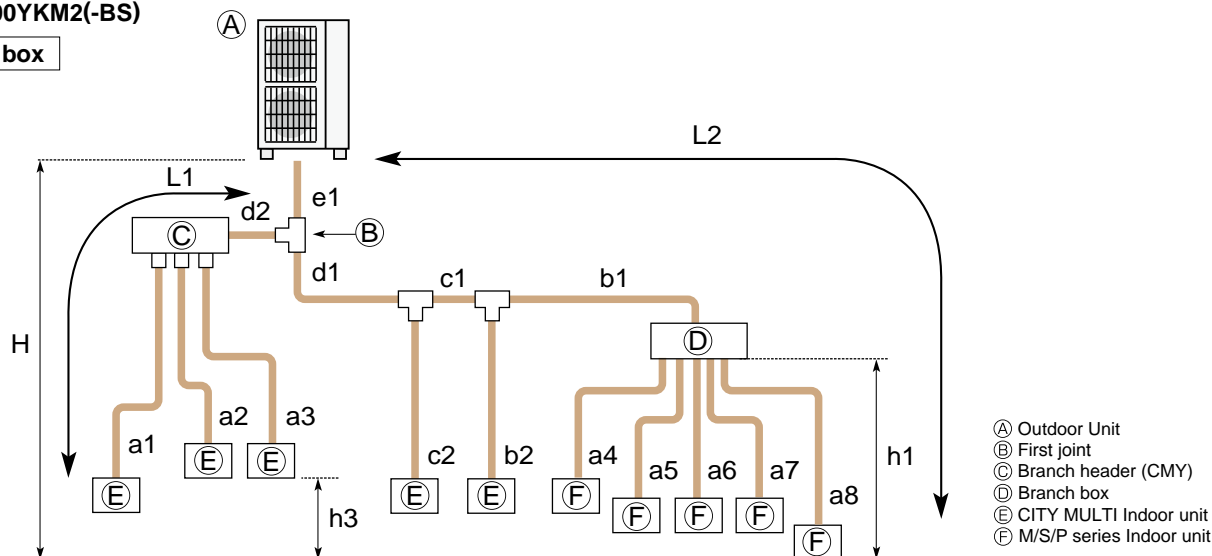 00YKM2(-BS)
box
Ⓐ
L2
L1
e1
d2
Ⓒ
Ⓑ
d1
c1
b1
H
Ⓓ
a1
a2
a3
c2
b2
a4
a5
a6
a7
a8
h1
h3
Ⓔ
Ⓔ
Ⓔ
Ⓔ
Ⓔ
Ⓕ
Ⓕ
Ⓕ
Ⓕ
Ⓕ
Ⓐ Outdoor Unit
Ⓑ First joint
Ⓒ Branch header (CMY)
Ⓓ Branch box
Ⓔ CITY MULTI Indoor unit
Ⓕ M/S/P series Indoor unit